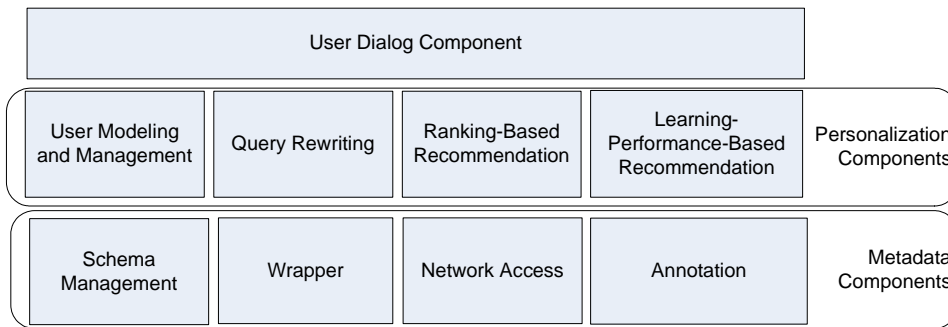 User Dialog Component
User Modeling
and Management
Query Rewriting
Ranking-Based
Recommendation
Learning-
Performance-Based
Recommendation
Personalization
Components
Schema
Management
Wrapper
Network Access
Annotation
Metadata
Components